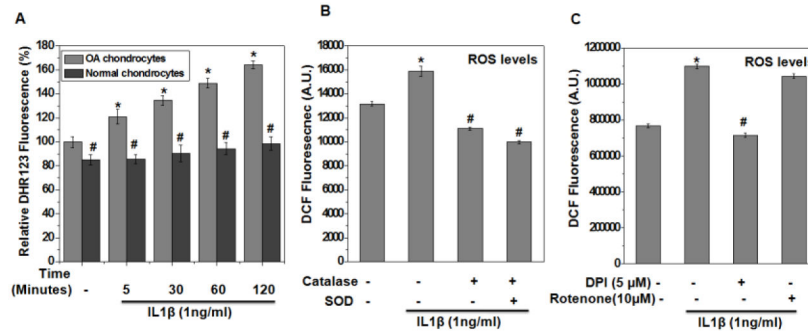 A
Relative DHR123 Fluorescence (%)
180
160
140
120
100
80
60
40
20
0
OA chondrocytes
Normal chondrocytes
* * * *
# # # # #
Time
(Minutes) - 5 30 60 120
IL1β (1ng/ml)
B
ROS levels
DCF Fluoresecnec (A.U.)
18000
16000
14000
12000
10000
8000
6000
4000
2000
0
*
# #
Catalase - - + +
SOD - - - +
IL1β (1ng/ml)
C
ROS levels
DCF Fluorescence (A.U.)
1200000
1000000
800000
600000
400000
200000
0
*
#
DPI (5 µM) - - + -
Rotenone(10µM) - - - +
IL1β (1ng/ml)